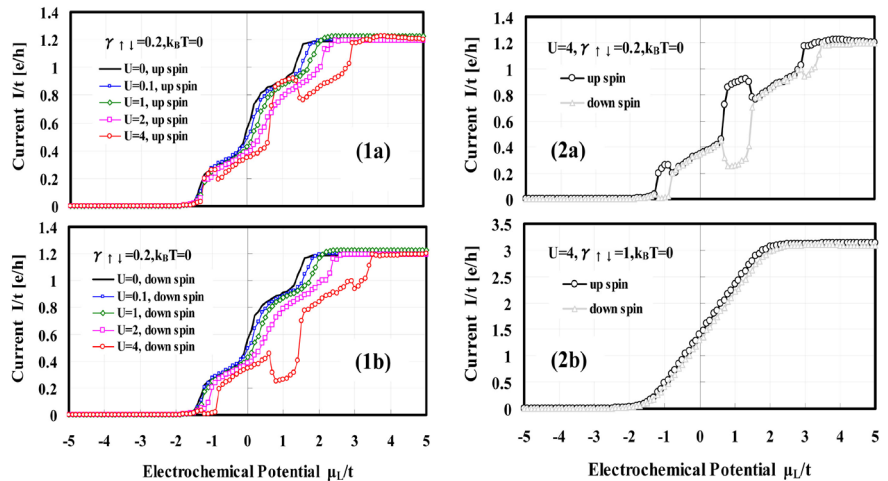 1.4
1.2
1
0.8
0.6
0.4
0.2
0
Current I/t [e/h]
γ↑↓=0.2,kBT=0
U=0, up spin
U=0.1, up spin
U=1, up spin
U=2, up spin
U=4, up spin
(1a)
1.4
1.2
1
0.8
0.6
0.4
0.2
0
Current I/t [e/h]
γ↑↓=0.2,kBT=0
U=0, down spin
U=0.1, down spin
U=1, down spin
U=2, down spin
U=4, down spin
(1b)
-5 -4 -3 -2 -1 0 1 2 3 4 5
Electrochemical Potential μL/t
1.4
1.2
1
0.8
0.6
0.4
0.2
0
Current I/t [e/h]
U=4, γ↑↓=0.2,kBT=0
up spin
down spin
(2a)
3.5
3
2.5
2
1.5
1
0.5
0
Current I/t [e/h]
U=4, γ↑↓=1,kBT=0
up spin
down spin
(2b)
-5 -4 -3 -2 -1 0 1 2 3 4 5
Electrochemical Potential μL/t